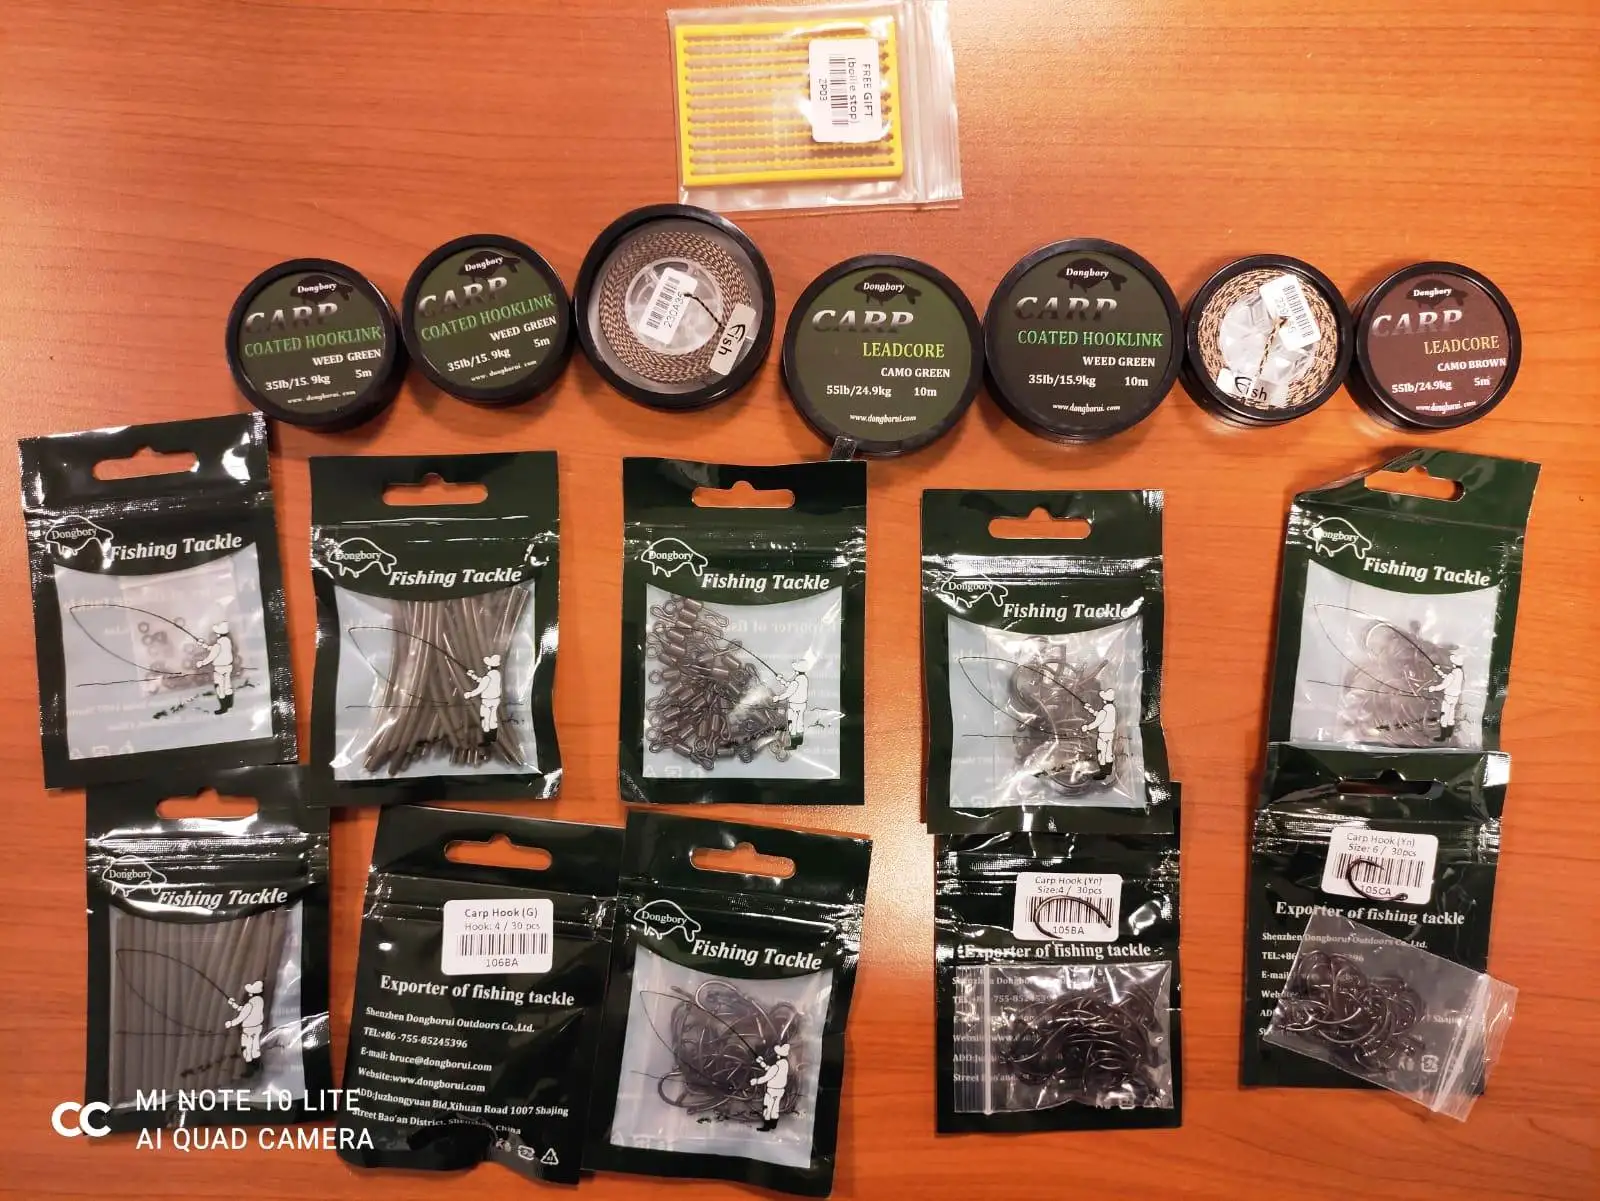 FREE GIFT
(boilie stop)
ZP03
Dongbory
CARP
COATED HOOKLINK
WEED GREEN
35lb/15.9kg 5m
www.dongborui.com
Dongbory
CARP
COATED HOOKLINK
WEED GREEN
35lb/15.9kg 5m
www.dongborui.com
230A35
Fish
Dongbory
CARP
LEADCORE
CAMO GREEN
55lb/24.9kg 10m
www.dongborui.com
Dongbory
CARP
COATED HOOKLINK
WEED GREEN
35lb/15.9kg 10m
www.dongborui.com
Fish
Dongbory
CARP
LEADCORE
CAMO BROWN
55lb/24.9kg 5m
www.dongborui.com
Dongbory
Fishing Tackle
Dongbory
Fishing Tackle
Dongbory
Fishing Tackle
Dongbory
Fishing Tackle
Dongbory
Fishing Tackle
Dongbory
Fishing Tackle
Carp Hook (G)
Hook: 4 / 30 pcs
106BA
Exporter of fishing tackle
Shenzhen Dongborui Outdoors Co.,Ltd.
TEL:+86 -755-85245396
E-mail: bruce@dongborui.com
Website:www.dongborui.com
ADD:Juzhongyuan Bld,Xihuan Road 1007 Shajing
Street Bao'an District, Shenzhen, China
Dongbory
Fishing Tackle
Carp Hook (Yn)
Size:4 / 30pcs
105BA
Exporter of fishing tackle
Carp Hook (Yn)
Size: 6 / 30pcs
105CA
Exporter of fishing tackle
Shenzhen Dongborui Outdoors Co.,Ltd.
TEL:+86
E-mail
MI NOTE 10 LITE
AI QUAD CAMERA